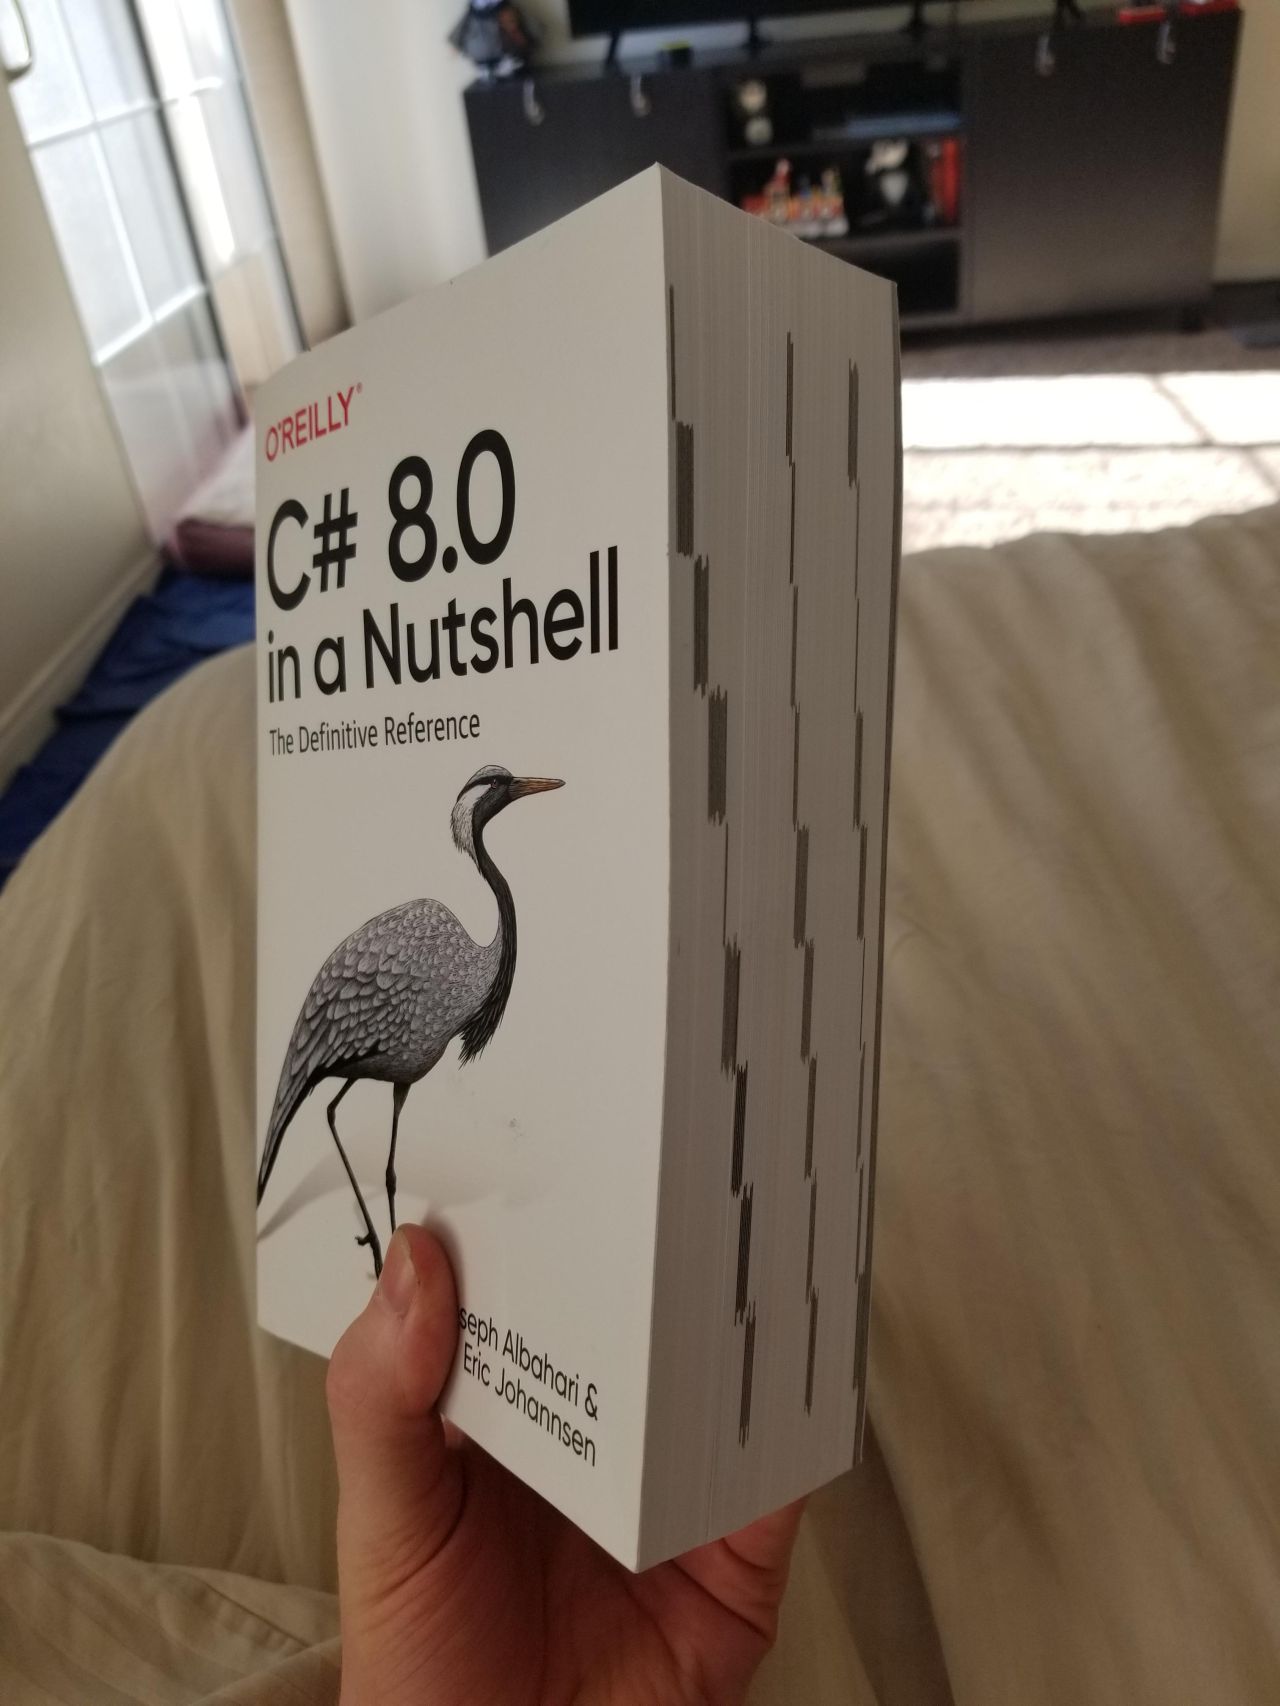 O'REILLY®
C# 8.0
in a Nutshell
The Definitive Reference
seph Albahari &
Eric Johannsen